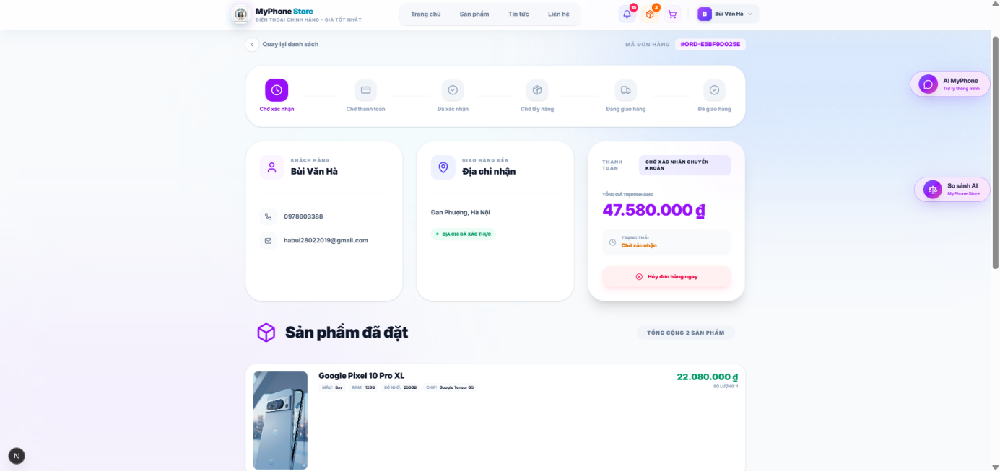 MyPhone Store
ĐIỆN THOẠI CHÍNH HÃNG - GIÁ TỐT NHẤT
Trang chủ
Sản phẩm
Tin tức
Liên hệ
15
2
B
Bùi Văn Hà
Quay lại danh sách
MÃ ĐƠN HÀNG
#ORD-E5BF9D025E
AI MyPhone
Trợ lý thông minh
Chờ xác nhận
Chờ thanh toán
Đã xác nhận
Chờ lấy hàng
Đang giao hàng
Đã giao hàng
KHÁCH HÀNG
Bùi Văn Hà
0978603388
habui28022019@gmail.com
GIAO HÀNG ĐẾN
Địa chỉ nhận
Đan Phượng, Hà Nội
ĐỊA CHỈ ĐÃ XÁC THỰC
THANH
TOÁN
CHỜ XÁC NHẬN CHUYỂN
KHOẢN
TỔNG GIÁ TRỊ ĐƠN HÀNG
47.580.000 ₫
TRẠNG THÁI
Chờ xác nhận
Hủy đơn hàng ngay
So sánh AI
MyPhone Store
Sản phẩm đã đặt
TỔNG CỘNG 2 SẢN PHẨM
Google Pixel 10 Pro XL
MÀU: Bay
RAM: 12GB
BỘ NHỚ: 256GB
CHIP: Google Tensor G5
22.080.000 ₫
SỐ LƯỢNG: 1
G
N